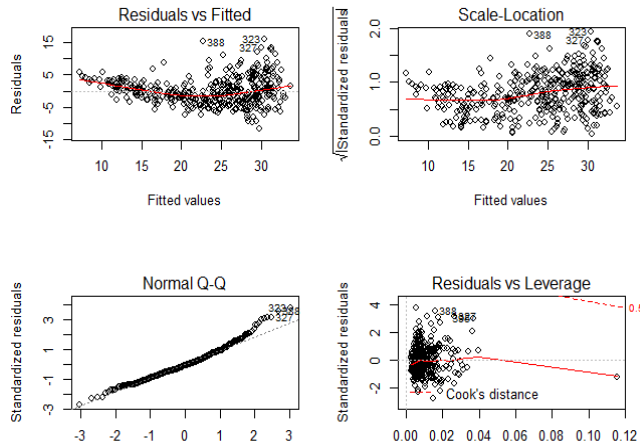 Residuals vs Fitted
Residuals
15
5
-5
-15
388
323
327
10 15 20 25 30
Fitted values
Scale-Location
√|Standardized residuals
2.0
1.0
0.0
388
323
327
10 15 20 25 30
Fitted values
Normal Q-Q
Standardized residuals
3
1
-1
-3
323
327
-3 -2 -1 0 1 2 3
Residuals vs Leverage
Standardized residuals
4
2
0
-2
388
0.5
Cook's distance
0.00 0.02 0.04 0.06 0.08 0.10 0.12